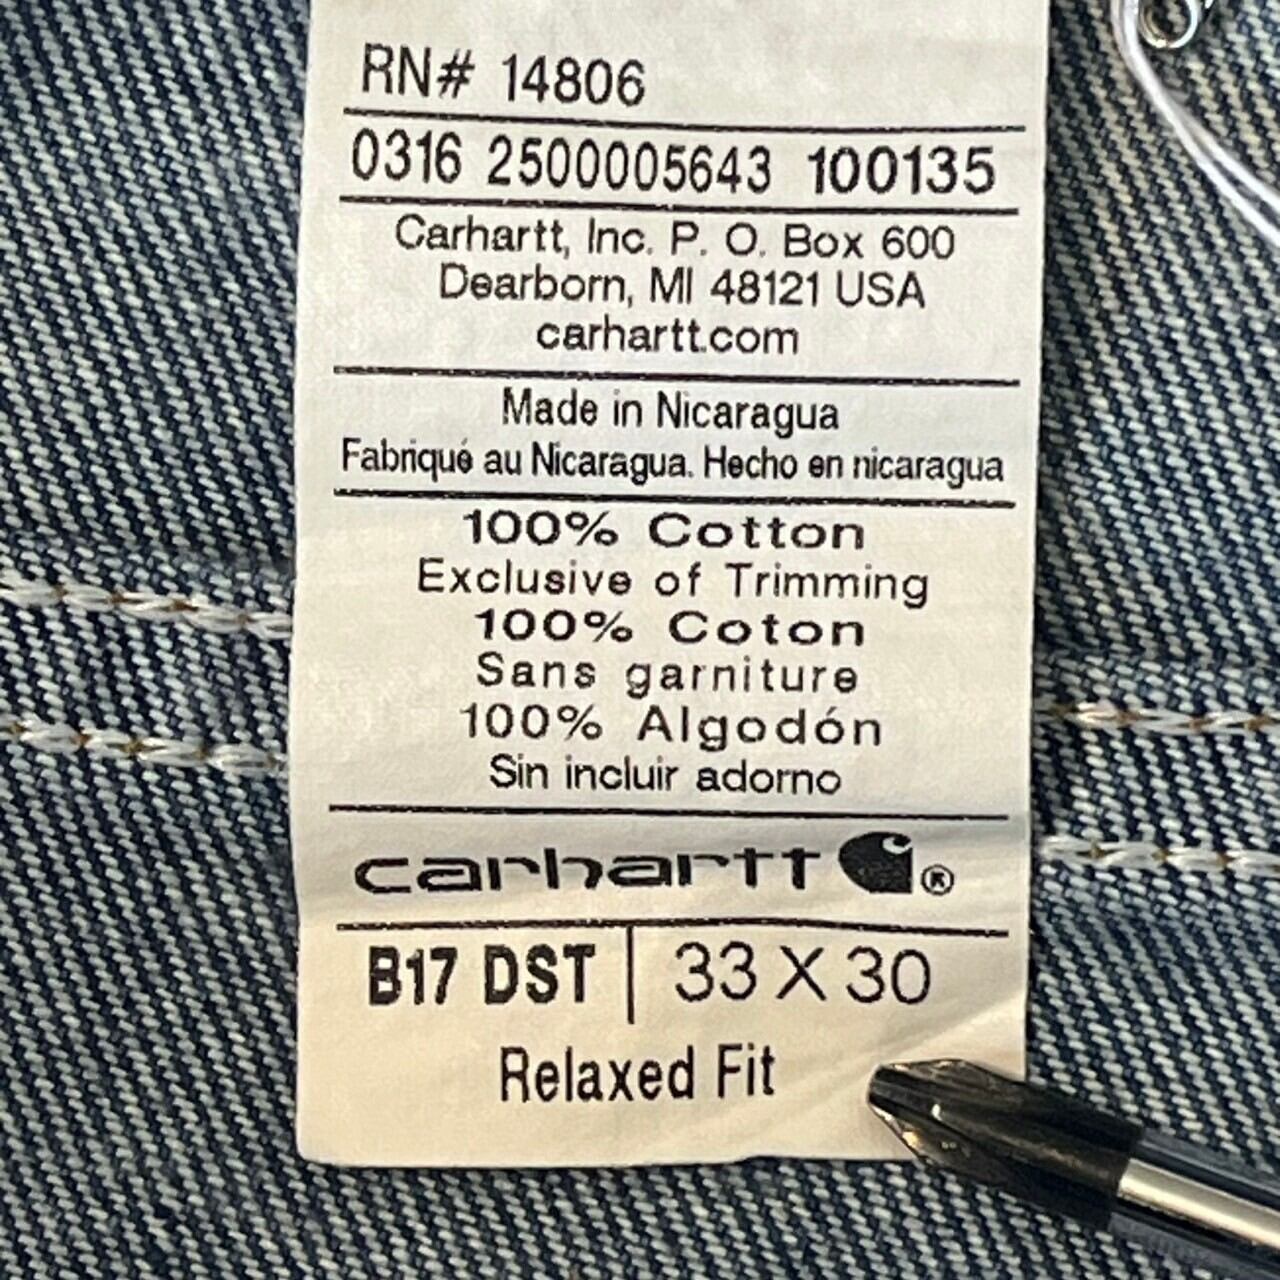 RN# 14806
0316 2500005643 100135
Carhartt, Inc. P. O. Box 600
Dearborn, MI 48121 USA
carhartt.com
Made in Nicaragua
Fabriqué au Nicaragua. Hecho en nicaragua
100% Cotton
Exclusive of Trimming
100% Coton
Sans garniture
100% Algodón
Sin incluir adorno
carhartt ®
B17 DST | 33 X 30
Relaxed Fit